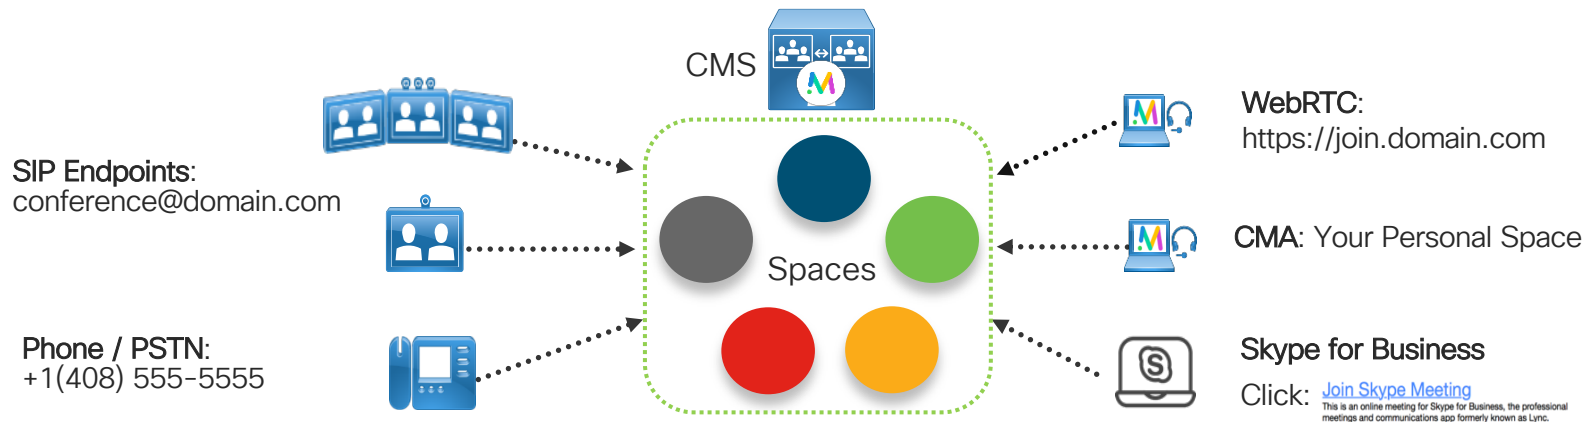 CMS
SIP Endpoints:
conference@domain.com
Phone / PSTN:
+1(408) 555-5555
Spaces
WebRTC:
https://join.domain.com
CMA: Your Personal Space
Skype for Business
Click: Join Skype Meeting
This is an online meeting for Skype for Business, the professional
meetings and communications app formerly known as Lync.